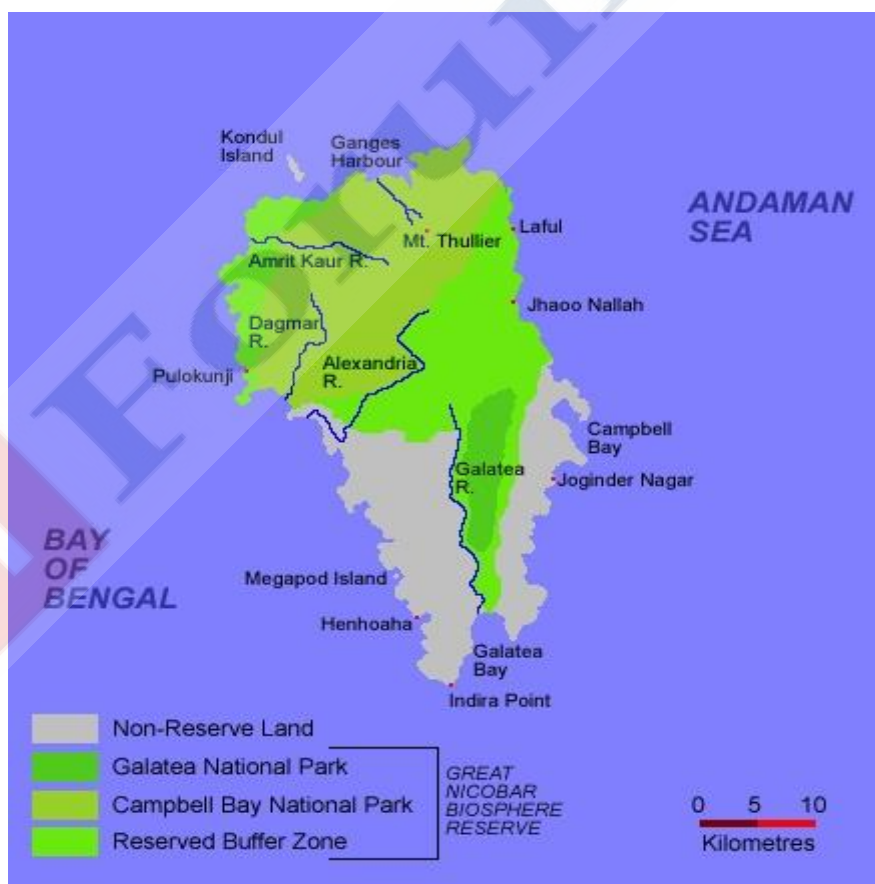 Kondul
Island
Ganges
Harbour
ANDAMAN
SEA
Laful
Mt. Thullier
Amrit Kaur R.
Jhaoo Nallah
Dagmar
R.
Alexandria
R.
Pulokunji
Campbell
Bay
Galatea
R.
Joginder Nagar
BAY
OF
BENGAL
Megapod Island
Henhoaha
Galatea
Bay
Indira Point
Non-Reserve Land
Galatea National Park
Campbell Bay National Park
Reserved Buffer Zone
GREAT
NICOBAR
BIOSPHERE
RESERVE
0 5 10
Kilometres
Forum